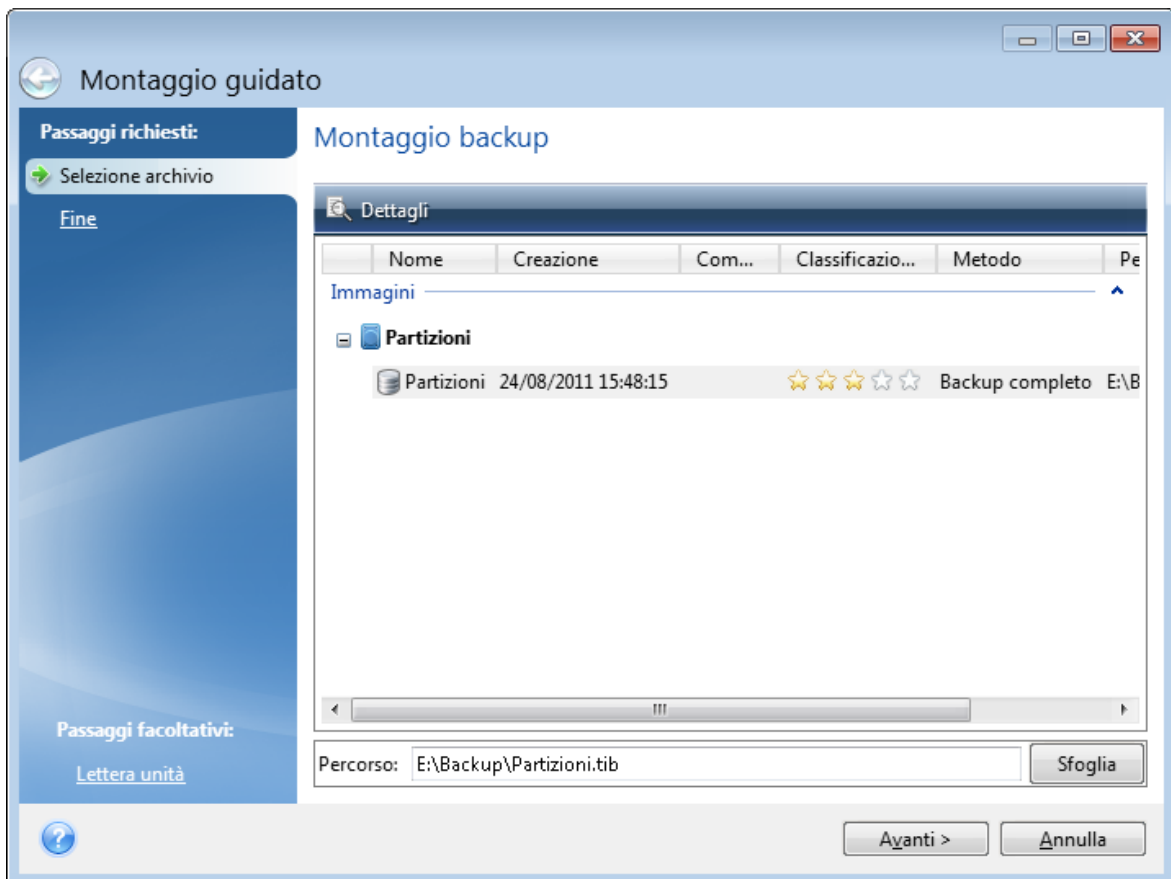 Montaggio guidato
Passaggi richiesti:
Selezione archivio
Fine
Montaggio backup
Dettagli
Nome Creazione Com... Classificazio... Metodo Pe
Immagini
Partizioni
Partizioni 24/08/2011 15:48:15 Backup completo E:\B
Passaggi facoltativi:
Lettera unità
Percorso: E:\Backup\Partizioni.tib Sfoglia
Avanti > Annulla